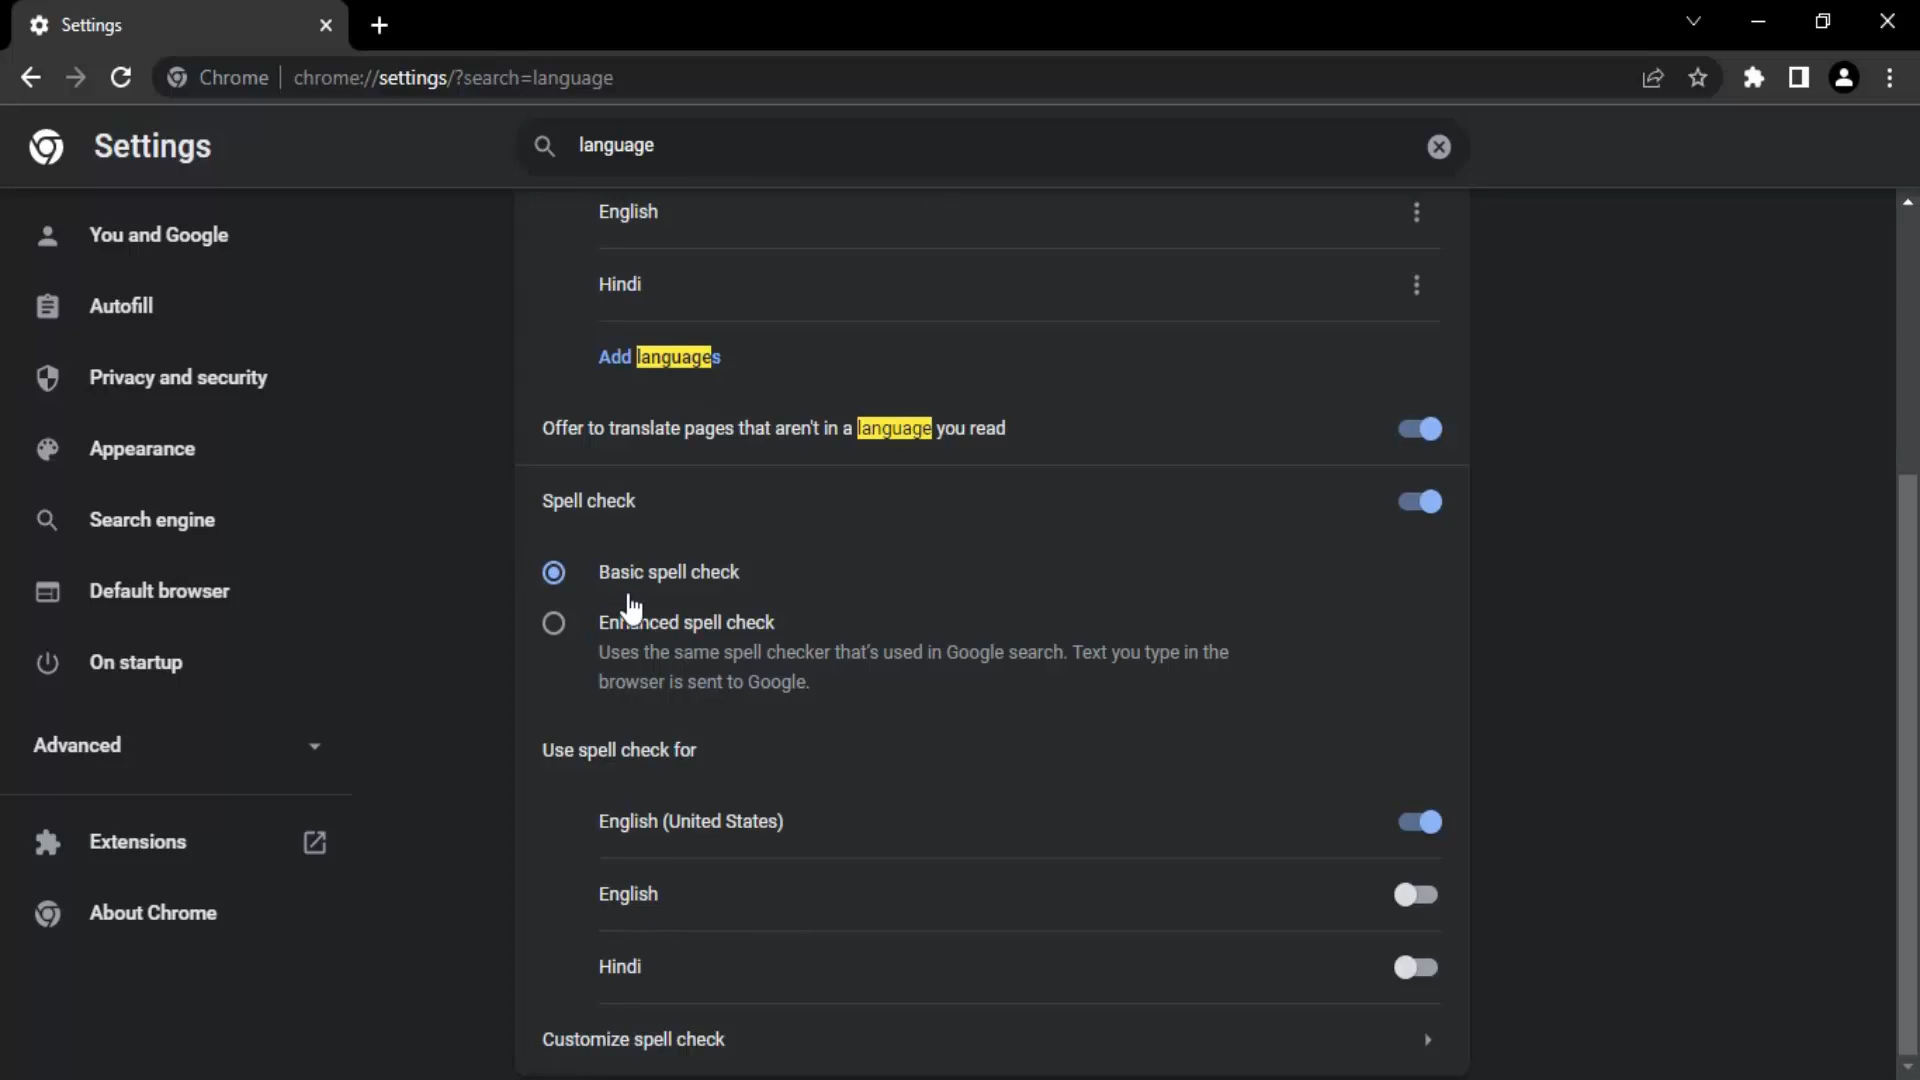 Settings
Chrome chrome://settings/?search=language
Settings
language
You and Google
Autofill
Privacy and security
Appearance
Search engine
Default browser
On startup
Advanced
Extensions
About Chrome
English
Hindi
Add languages
Offer to translate pages that aren't in a language you read
Spell check
Basic spell check
Enhanced spell check
Uses the same spell checker that's used in Google search. Text you type in the
browser is sent to Google.
Use spell check for
English (United States)
English
Hindi
Customize spell check